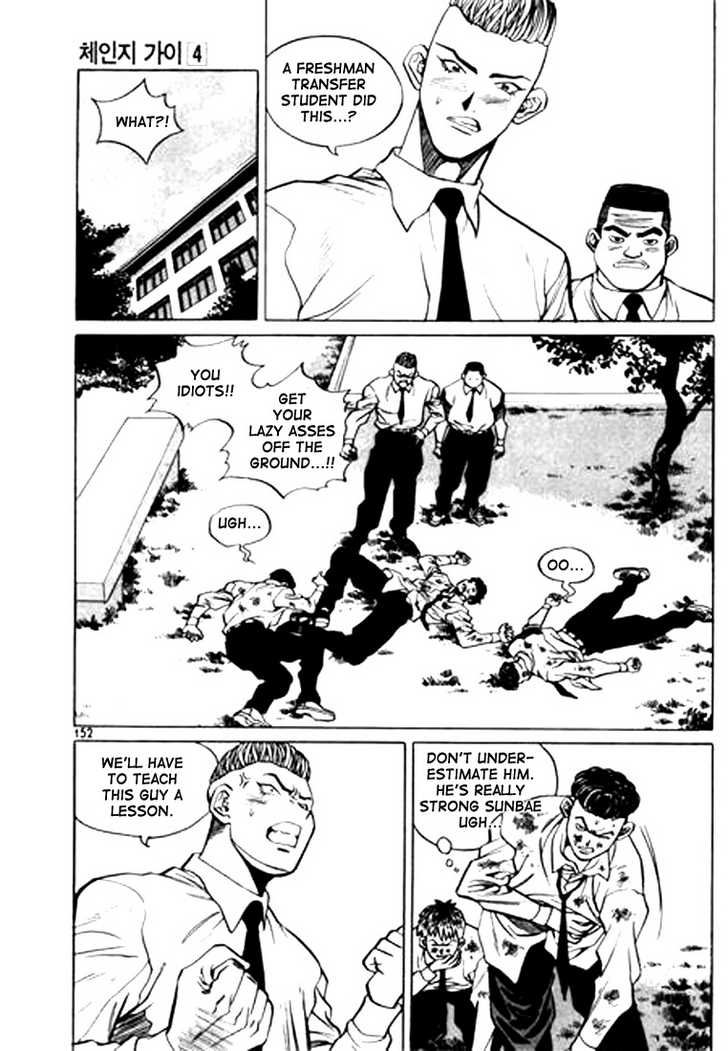 체인지 가이 4
WHAT?!
A FRESHMAN
TRANSFER
STUDENT DID
THIS...?
YOU
IDIOTS!!
GET
YOUR
LAZY ASSES
OFF THE
GROUND...!!
UGH...
OO...
152
WE'LL HAVE
TO TEACH
THIS GUY A
LESSON.
DON'T UNDER-
ESTIMATE HIM.
HE'S REALLY
STRONG SUNBAE
UGH...